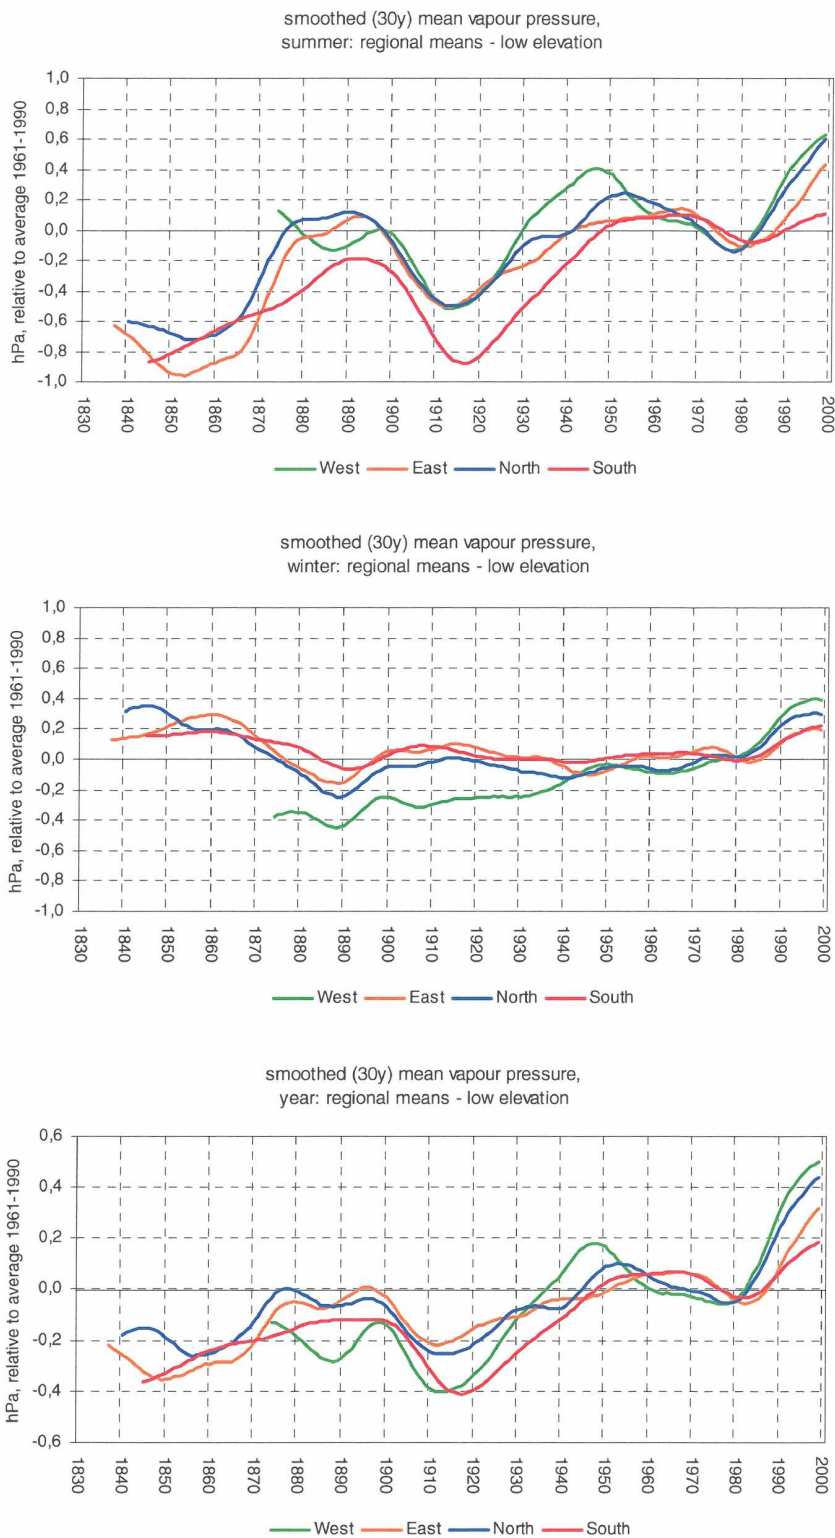 smoothed (30y) mean vapour pressure,
summer: regional means - low elevation
hPa, relative to average 1961-1990
1,0
0,8
0,6
0,4
0,2
0,0
-0,2
-0,4
-0,6
-0,8
-1,0
1830 1840 1850 1860 1870 1880 1890 1900 1910 1920 1930 1940 1950 1960 1970 1980 1990 2000
West East North South
smoothed (30y) mean vapour pressure,
winter: regional means - low elevation
hPa, relative to average 1961-1990
1,0
0,8
0,6
0,4
0,2
0,0
-0,2
-0,4
-0,6
-0,8
-1,0
1830 1840 1850 1860 1870 1880 1890 1900 1910 1920 1930 1940 1950 1960 1970 1980 1990 2000
West East North South
smoothed (30y) mean vapour pressure,
year: regional means - low elevation
hPa, relative to average 1961-1990
0,6
0,4
0,2
0,0
-0,2
-0,4
-0,6
1830 1840 1850 1860 1870 1880 1890 1900 1910 1920 1930 1940 1950 1960 1970 1980 1990 2000
West East North South